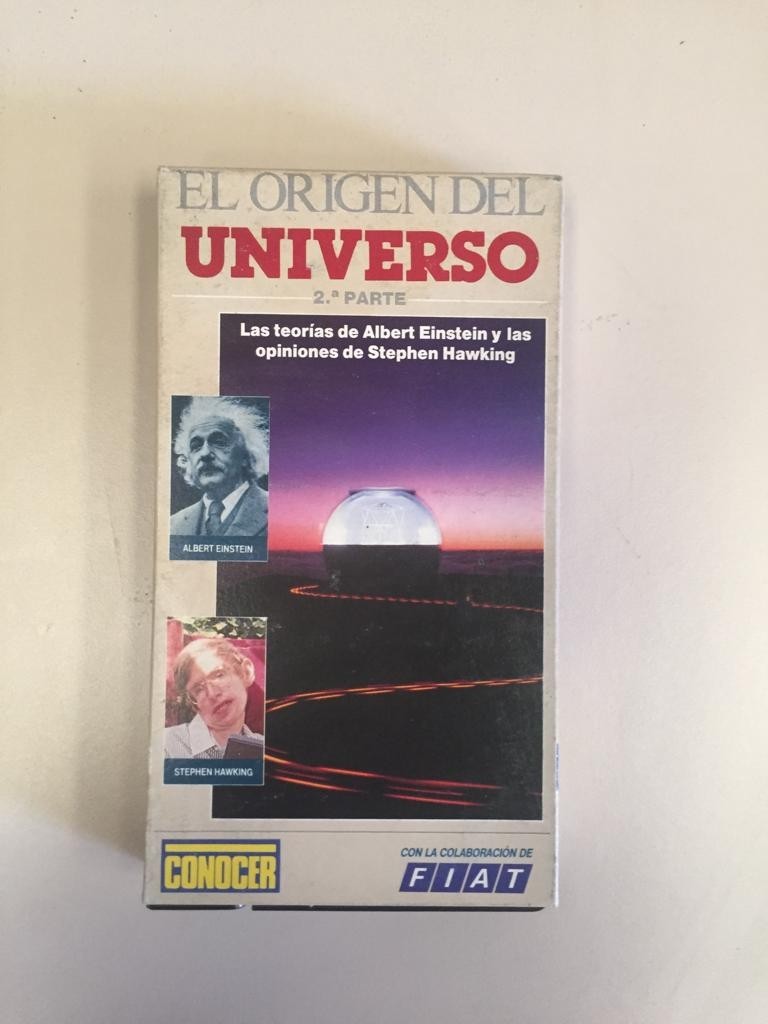 EL ORIGEN DEL
UNIVERSO
2.ª PARTE
Las teorías de Albert Einstein y las
opiniones de Stephen Hawking
ALBERT EINSTEIN
STEPHEN HAWKING
CONOCER
CON LA COLABORACIÓN DE
FIAT